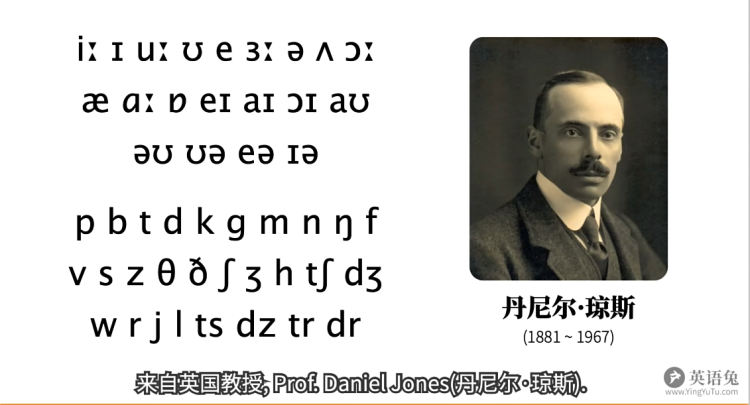 iː ɪ uː ʊ e ɜː ə ʌ ɔː
æ ɑː ɒ eɪ aɪ ɔɪ aʊ
əʊ ʊə eə ɪə
p b t d k g m n ŋ f
v s z θ ð ʃ ʒ h tʃ dʒ
w r j l ts dz tr dr
丹尼尔·琼斯
(1881 ~ 1967)
来自英国教授, Prof. Daniel Jones(丹尼尔·琼斯).
英语兔
www.YingYuTu.com